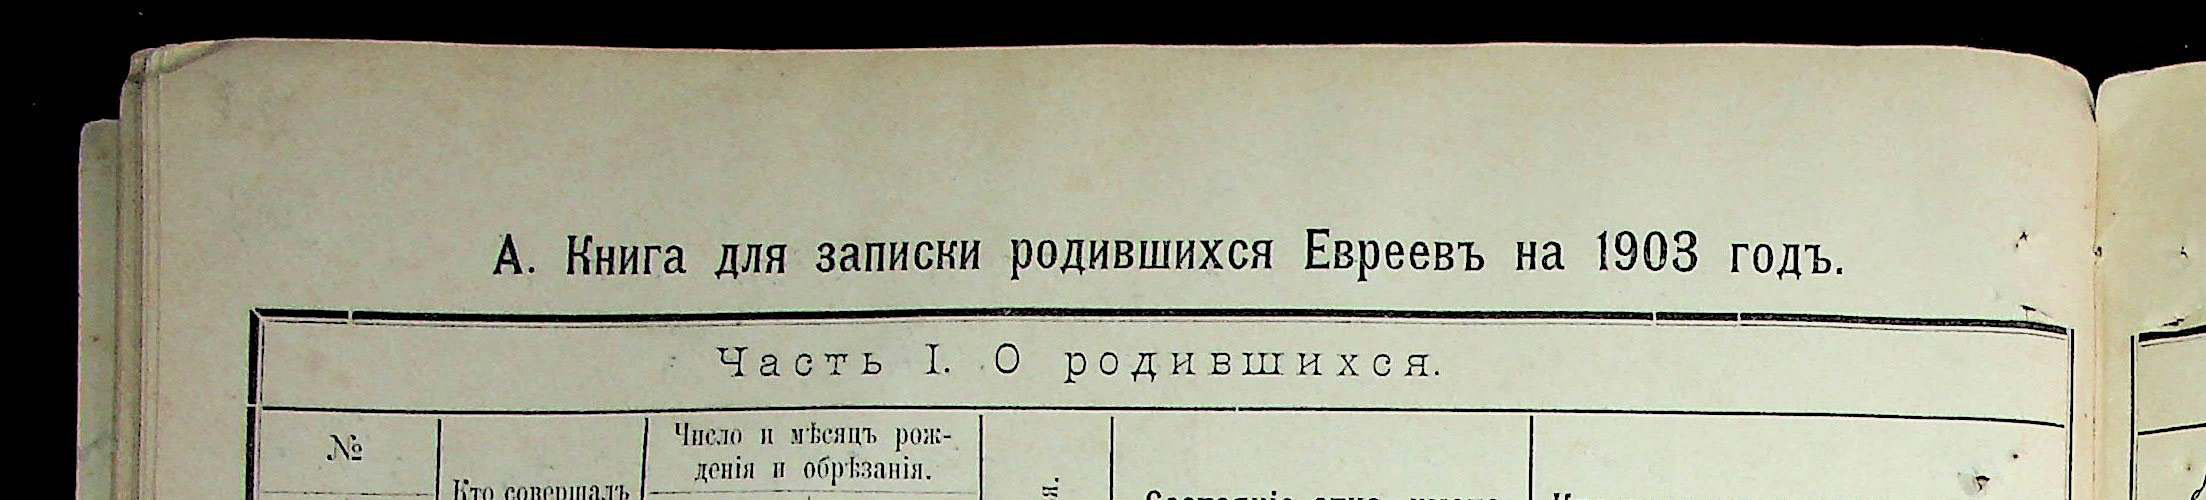 А. Книга для записки родившихся Евреевъ на 1903 годъ.
Часть I. О родившихся.
№
Кто совершалъ
Число и мѣсяцъ рож-
денія и обрѣзанія.